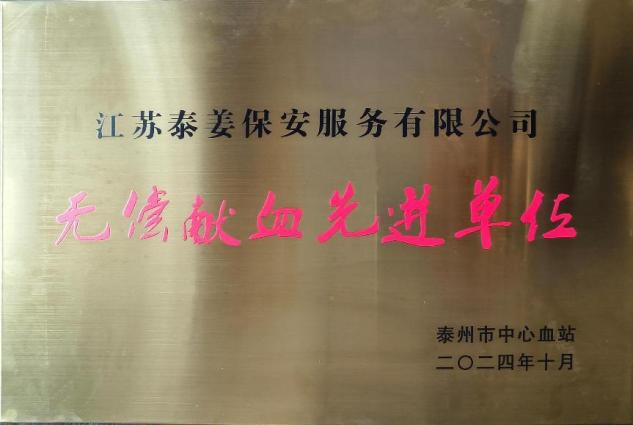 江苏泰姜保安服务有限公司
无偿献血先进单位
泰州市中心血站
二〇二四年十月